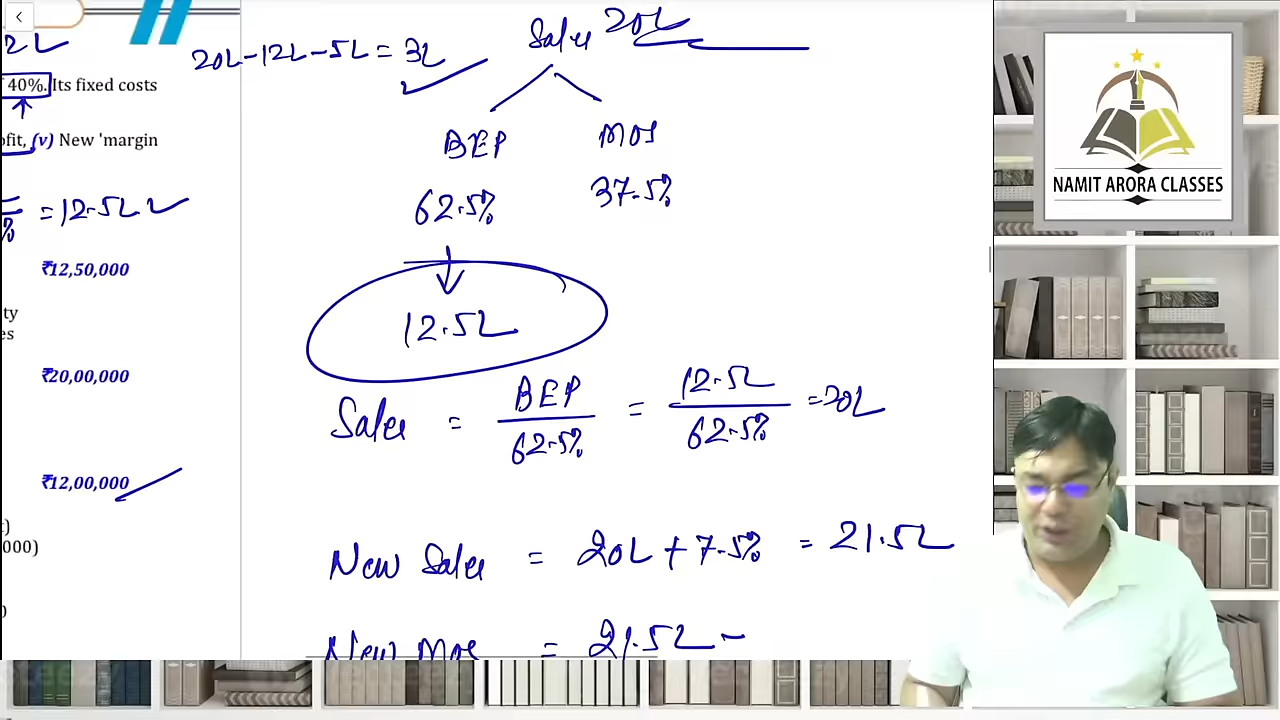 2L
20L-12L-5L = 3L
Sales 20L
40%. Its fixed costs
ofit, (v) New 'margin
BEP MOS
62.5% 37.5%
% = 12.5L
₹12,50,000
12.5L
ty
es
₹20,00,000
Sales = BEP / 62.5% = 12.5L / 62.5% = 20L
₹12,00,000
t)
000)
New Sales = 20L + 7.5% = 21.5L
)
New MOS = 21.5L -
NAMIT ARORA CLASSES